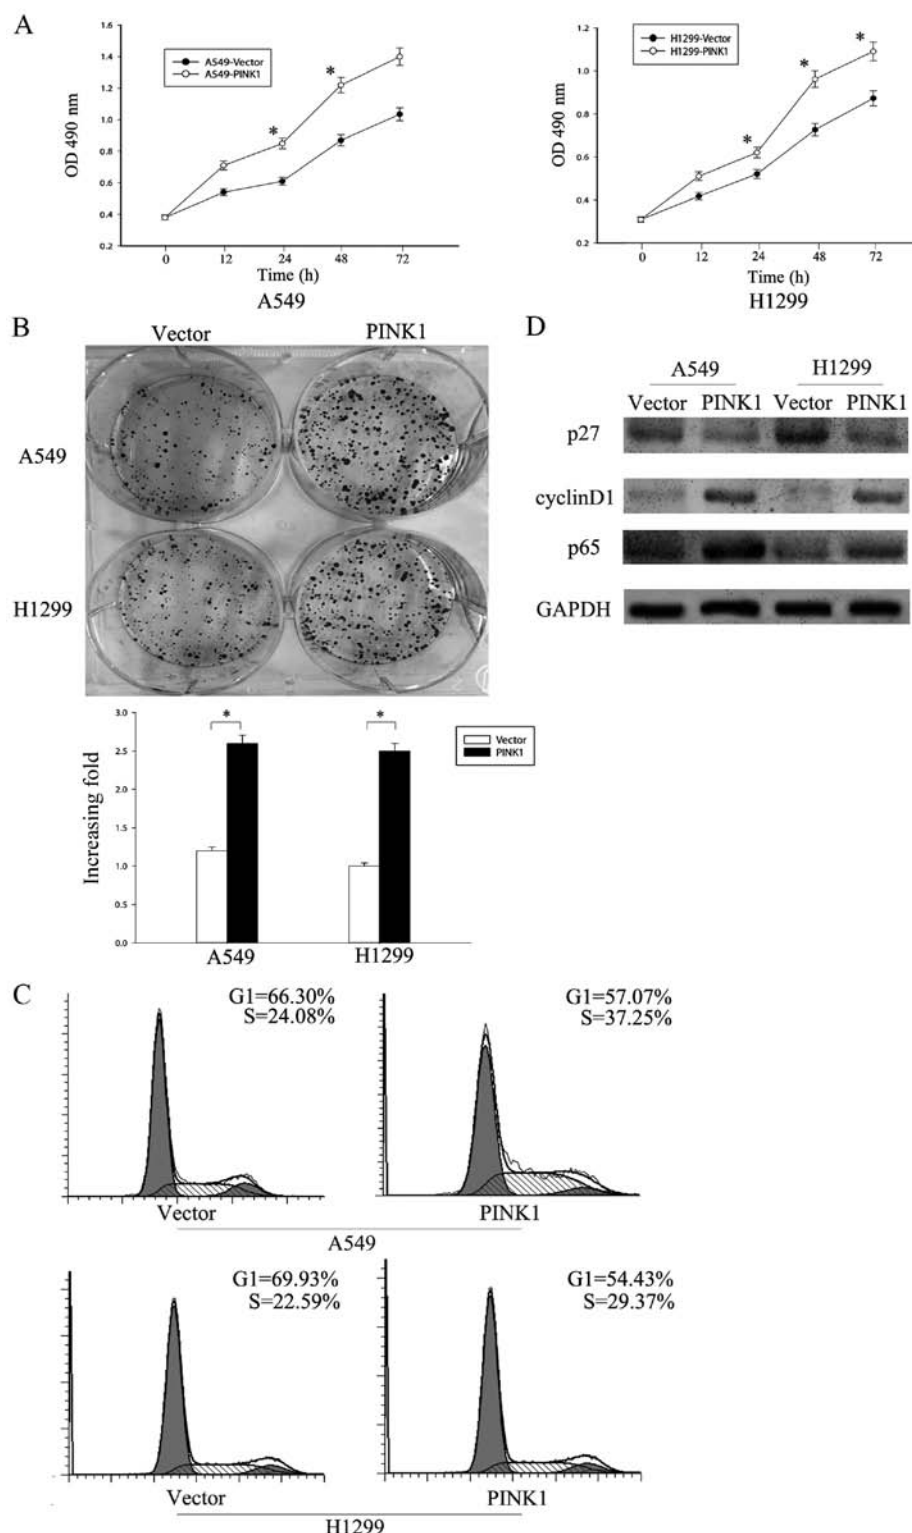 A
OD 490 nm
1.6
1.4
1.2
1.0
0.8
0.6
0.4
0.2
A549-Vector
A549-PINK1
*
*
0 12 24 48 72
Time (h)
A549
OD 490 nm
1.2
1.0
0.8
0.6
0.4
0.2
H1299-Vector
H1299-PINK1
*
*
*
0 12 24 48 72
Time (h)
H1299
B
Vector PINK1
A549
H1299
Increasing fold
3.0
2.5
2.0
1.5
1.0
0.5
0.0
* *
Vector
PINK1
A549 H1299
D
A549 H1299
Vector PINK1 Vector PINK1
p27
cyclinD1
p65
GAPDH
C
G1=66.30%
S=24.08%
Vector
G1=57.07%
S=37.25%
PINK1
A549
G1=69.93%
S=22.59%
Vector
G1=54.43%
S=29.37%
PINK1
H1299